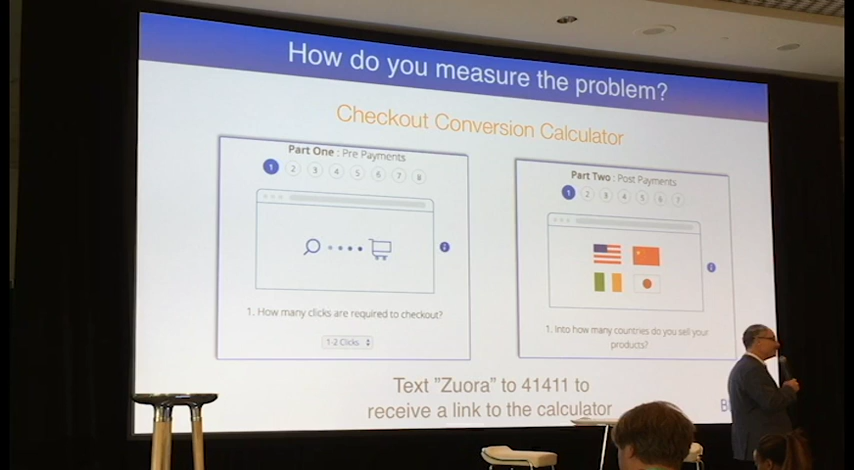 How do you measure the problem?
Checkout Conversion Calculator
Part One : Pre Payments
1 2 3 4 5 6 7 8
1. How many clicks are required to checkout?
1-2 Clicks
Part Two : Post Payments
1 2 3 4 5 6 7
1. Into how many countries do you sell your
products?
Text "Zuora" to 41411 to
receive a link to the calculator